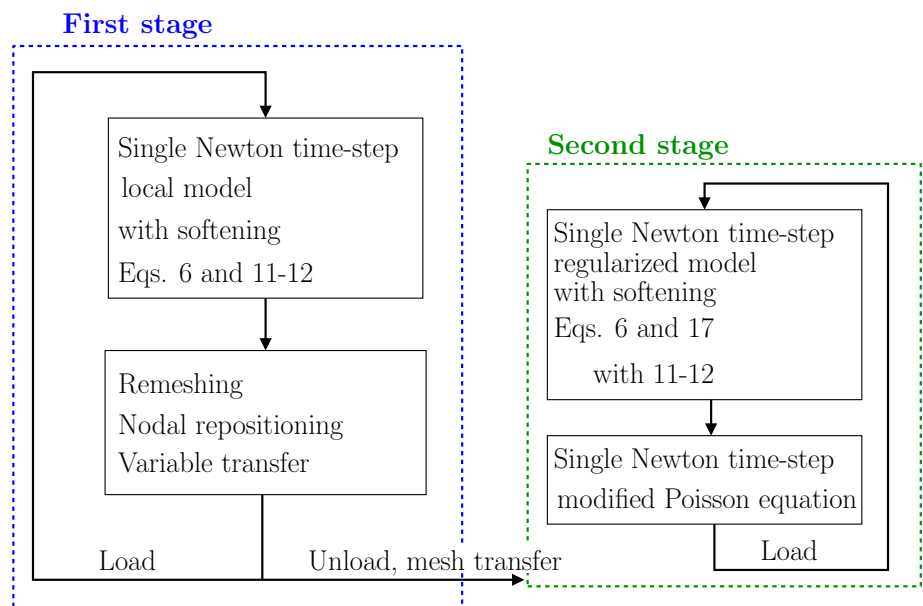 First stage
Single Newton time-step
local model
with softening
Eqs. 6 and 11-12
Remeshing
Nodal repositioning
Variable transfer
Load
Unload, mesh transfer
Second stage
Single Newton time-step
regularized model
with softening
Eqs. 6 and 17
with 11-12
Single Newton time-step
modified Poisson equation
Load